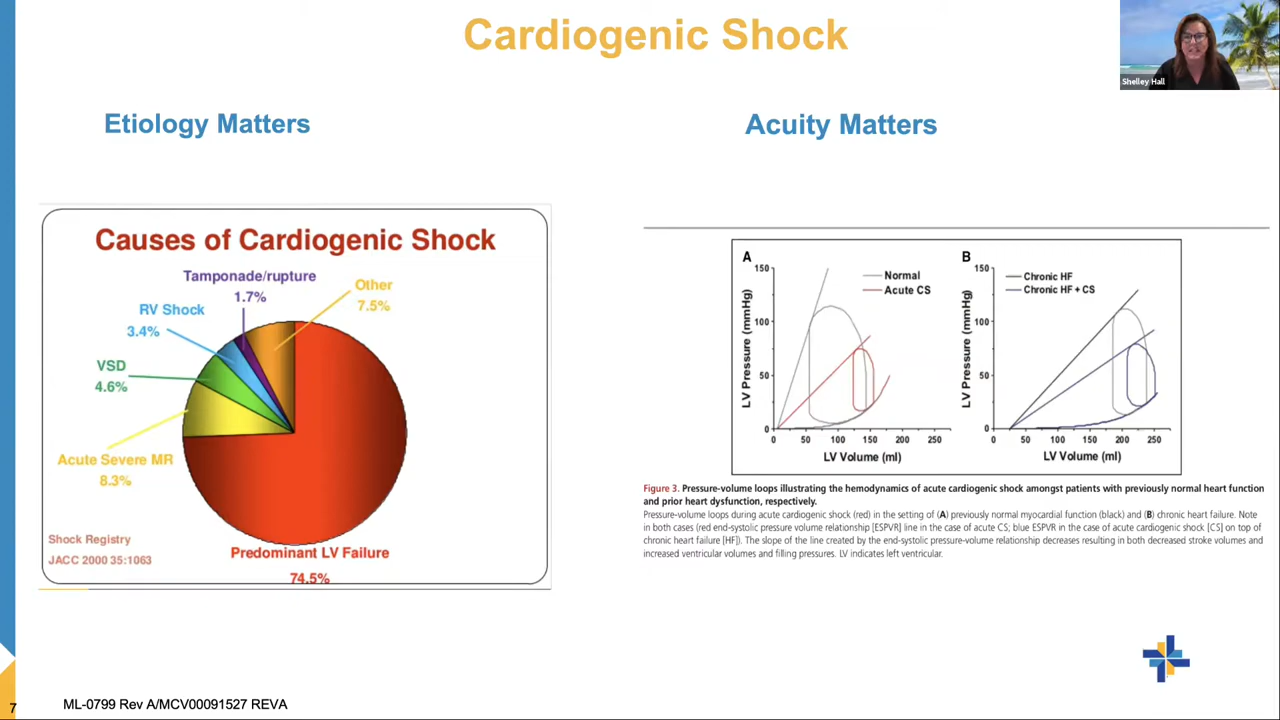 Cardiogenic Shock
Shelley Hall
Etiology Matters
Acuity Matters
Causes of Cardiogenic Shock
Tamponade/rupture
1.7%
Other
7.5%
RV Shock
3.4%
VSD
4.6%
Acute Severe MR
8.3%
Predominant LV Failure
74.5%
Shock Registry
JACC 2000 35:1063
A
150
100
50
0
LV Pressure (mmHg)
Normal
Acute CS
0 50 100 150 200 250
LV Volume (ml)
B
150
100
50
0
LV Pressure (mmHg)
Chronic HF
Chronic HF + CS
0 50 100 150 200 250
LV Volume (ml)
Figure 3. Pressure-volume loops illustrating the hemodynamics of acute cardiogenic shock amongst patients with previously normal heart function
and prior heart dysfunction, respectively.
Pressure-volume loops during acute cardiogenic shock (red) in the setting of (A) previously normal myocardial function (black) and (B) chronic heart failure. Note
in both cases (red end-systolic pressure volume relationship [ESPVR] line in the case of acute CS; blue ESPVR in the case of acute cardiogenic shock [CS] on top of
chronic heart failure [HF]). The slope of the line created by the end-systolic pressure-volume relationship decreases resulting in both decreased stroke volumes and
increased ventricular volumes and filling pressures. LV indicates left ventricular.
7
ML-0799 Rev A/MCV00091527 REVA